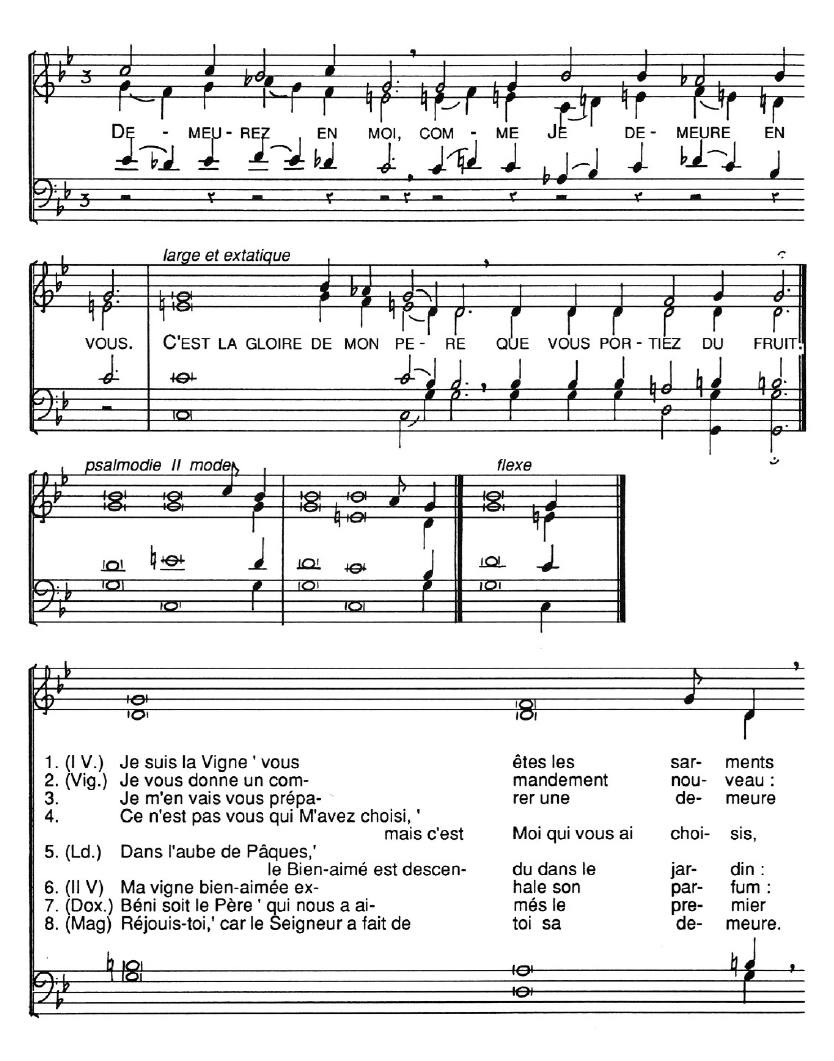 3
DE - MEU - REZ EN MOI, COM - ME JE DE - MEURE EN
3
large et extatique
VOUS. C'EST LA GLOIRE DE MON PE - RE QUE VOUS POR - TIEZ DU FRUIT.
psalmodie II mode flexe
1. (I V.) Je suis la Vigne ' vous êtes les sar- ments
2. (Vig.) Je vous donne un com- mandement nou- veau :
3. Je m'en vais vous prépa- rer une de- meure
4. Ce n'est pas vous qui M'avez choisi, '
mais c'est Moi qui vous ai choi- sis,
5. (Ld.) Dans l'aube de Pâques,'
le Bien-aimé est descen- du dans le jar- din :
6. (II V) Ma vigne bien-aimée ex- hale son par- fum :
7. (Dox.) Béni soit le Père ' qui nous a ai- més le pre- mier
8. (Mag) Réjouis-toi,' car le Seigneur a fait de toi sa de- meure.